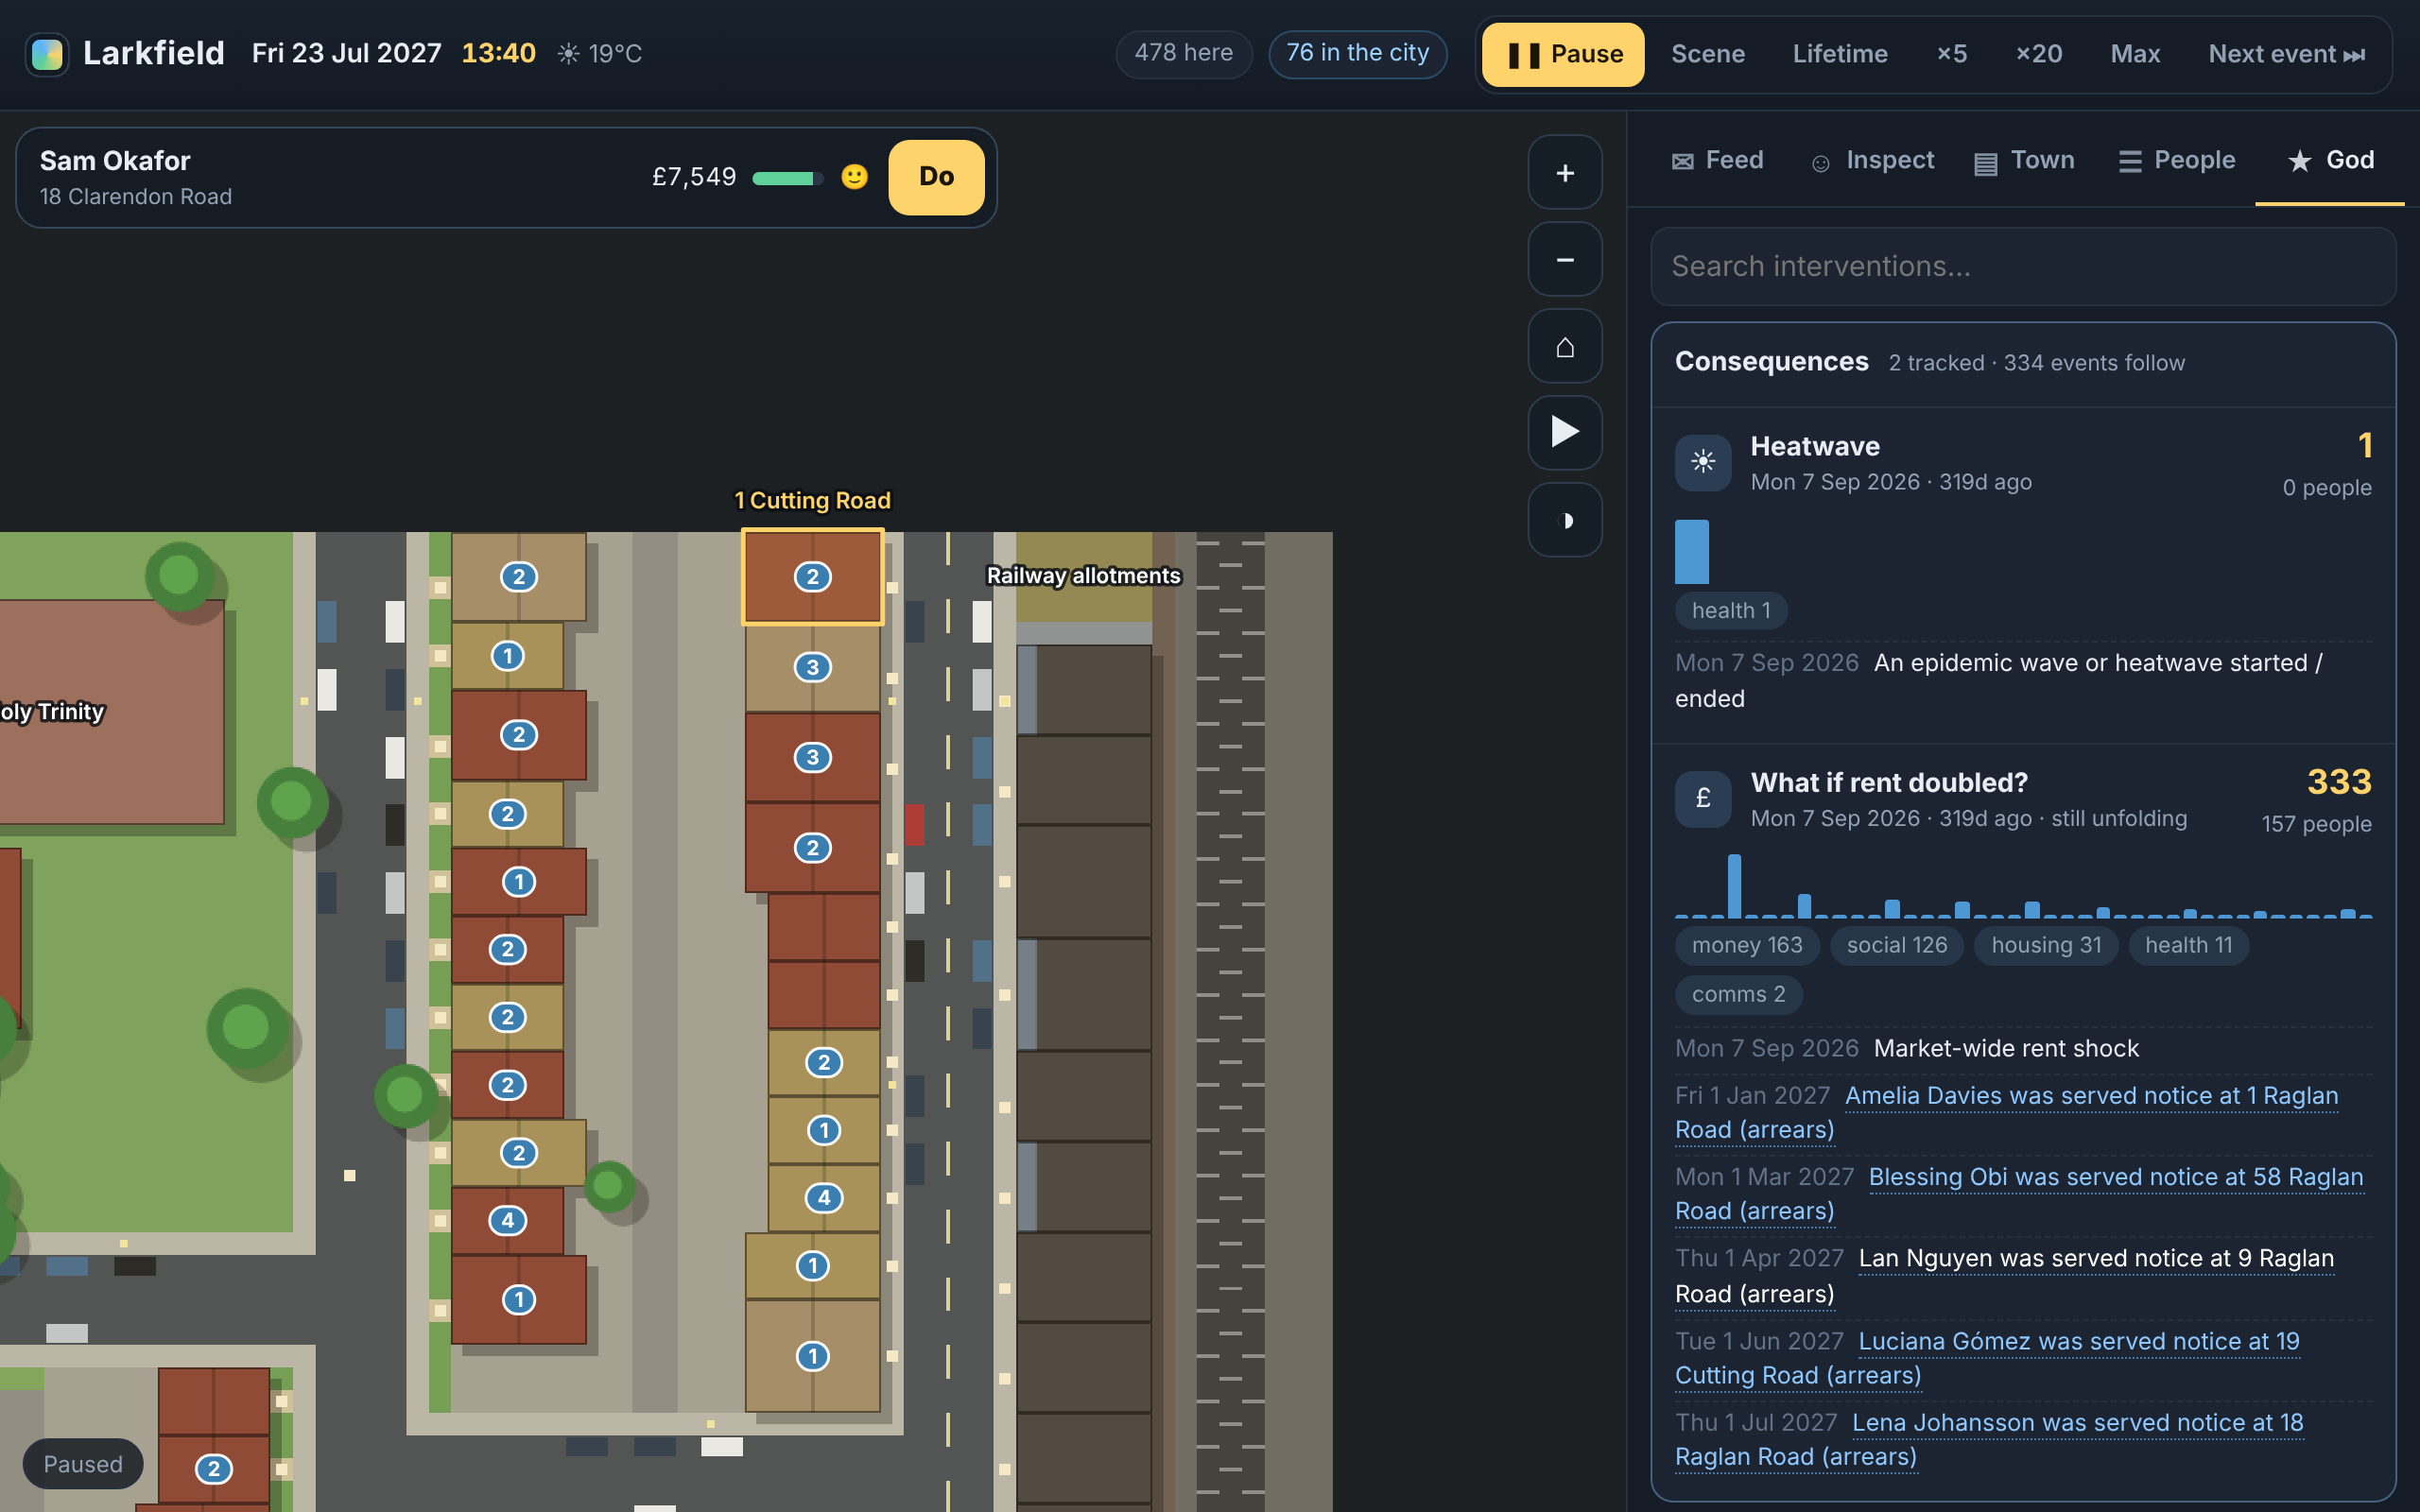 Larkfield Fri 23 Jul 2027 13:40 19°C
478 here 76 in the city Pause Scene Lifetime ×5 ×20 Max Next event
Sam Okafor
18 Clarendon Road
£7,549 Do
+
−
Feed Inspect Town People God
Search interventions...
Consequences 2 tracked · 334 events follow
Heatwave 1
Mon 7 Sep 2026 · 319d ago 0 people
health 1
Mon 7 Sep 2026 An epidemic wave or heatwave started /
ended
£ What if rent doubled? 333
Mon 7 Sep 2026 · 319d ago · still unfolding 157 people
money 163 social 126 housing 31 health 11
comms 2
Mon 7 Sep 2026 Market-wide rent shock
Fri 1 Jan 2027 Amelia Davies was served notice at 1 Raglan
Road (arrears)
Mon 1 Mar 2027 Blessing Obi was served notice at 58 Raglan
Road (arrears)
Thu 1 Apr 2027 Lan Nguyen was served notice at 9 Raglan
Road (arrears)
Tue 1 Jun 2027 Luciana Gómez was served notice at 19
Cutting Road (arrears)
Thu 1 Jul 2027 Lena Johansson was served notice at 18
Raglan Road (arrears)
1 Cutting Road
Railway allotments
oly Trinity
2
1
2
2
1
2
2
2
2
4
1
2
3
3
2
2
1
4
1
1
2
Paused